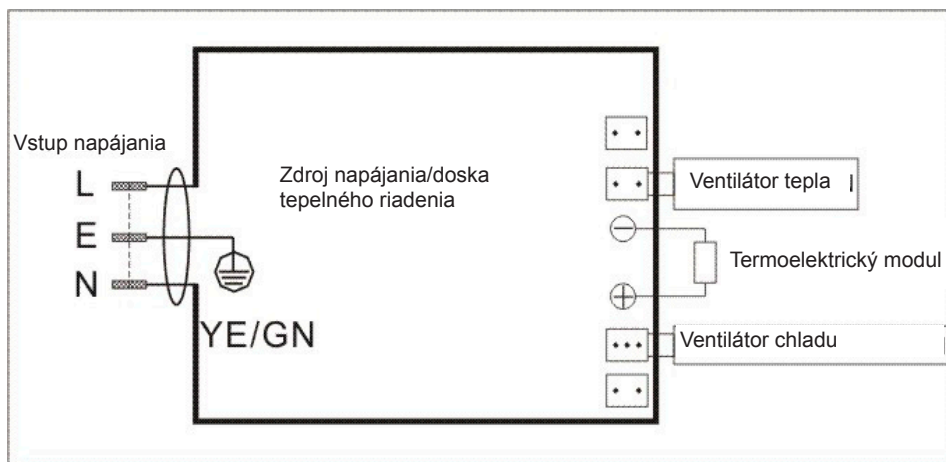 Vstup napájania
L
E
N
YE/GN
Zdroj napájania/doska
tepelného riadenia
Ventilátor tepla
Termoelektrický modul
Ventilátor chladu